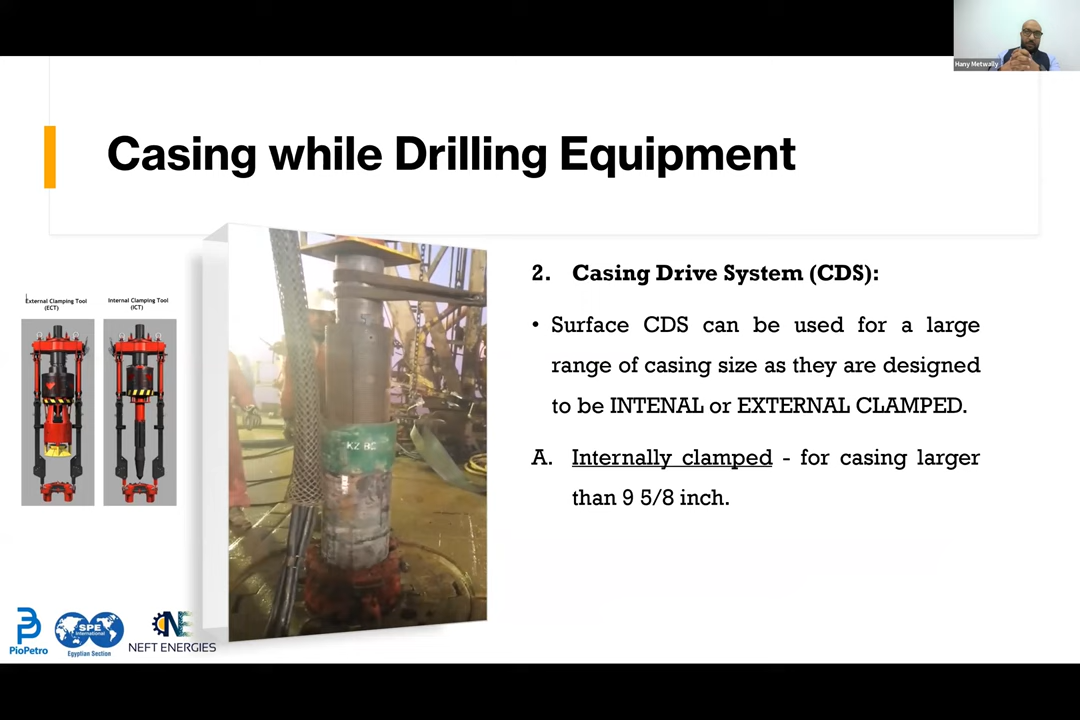 Hany Metwally
Casing while Drilling Equipment
External Clamping Tool
(ECT)
Internal Clamping Tool
(ICT)
2. Casing Drive System (CDS):
• Surface CDS can be used for a large
range of casing size as they are designed
to be INTENAL or EXTERNAL CLAMPED.
A. Internally clamped - for casing larger
than 9 5/8 inch.
PioPetro
SPE
International
Egyptian Section
NE
NEFT ENERGIES